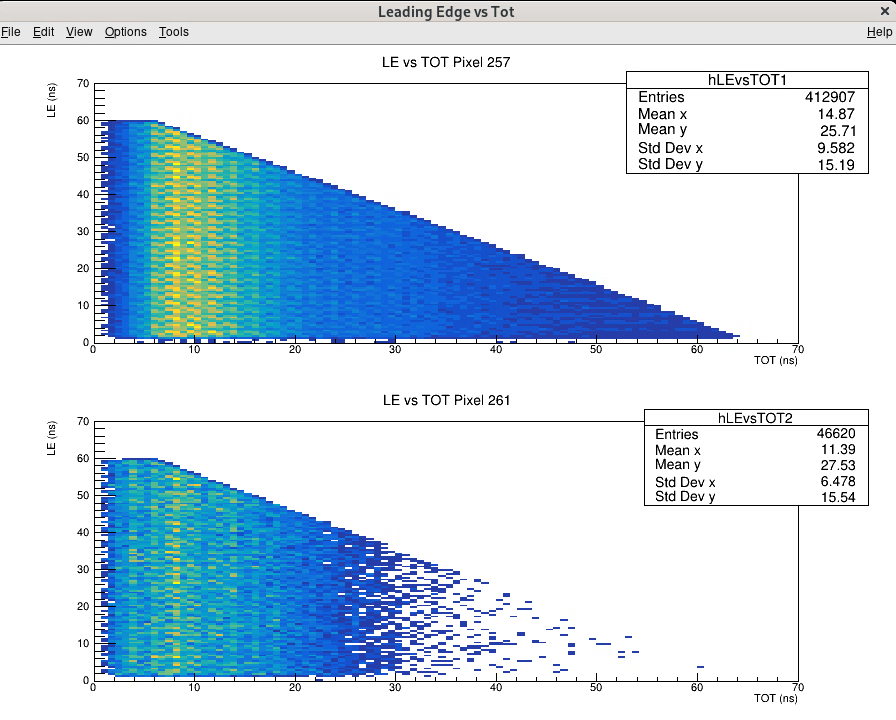 Leading Edge vs Tot
×
File Edit View Options Tools Help
LE vs TOT Pixel 257
LE (ns)
70
60
50
40
30
20
10
0
0 10 20 30 40 50 60 70
TOT (ns)
hLEvsTOT1
Entries 412907
Mean x 14.87
Mean y 25.71
Std Dev x 9.582
Std Dev y 15.19
LE vs TOT Pixel 261
LE (ns)
70
60
50
40
30
20
10
0
0 10 20 30 40 50 60 70
TOT (ns)
hLEvsTOT2
Entries 46620
Mean x 11.39
Mean y 27.53
Std Dev x 6.478
Std Dev y 15.54